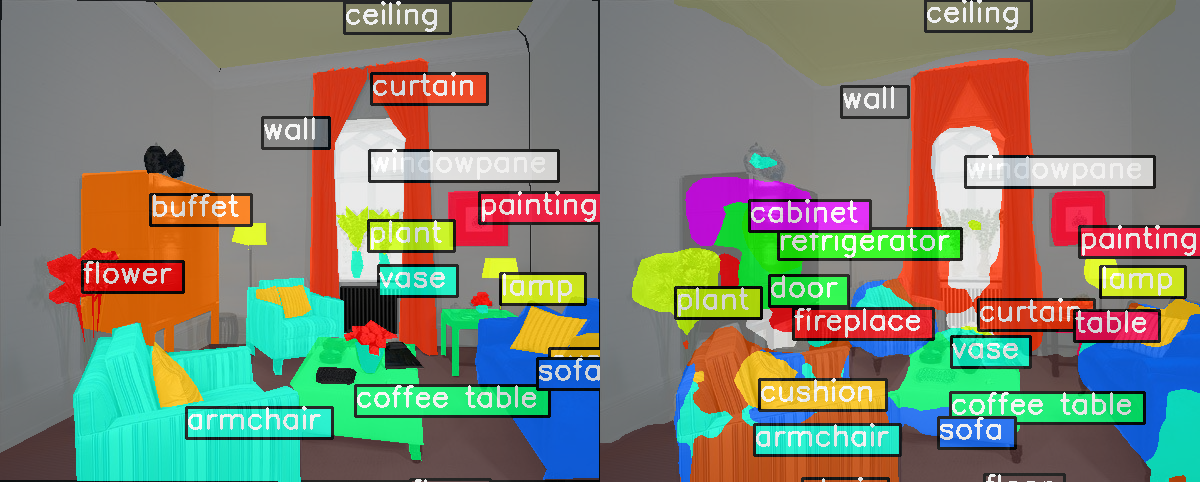 ceiling
curtain
wall
windowpane
buffet
painting
plant
flower
vase
lamp
sofa
coffee table
armchair
ceiling
wall
windowpane
cabinet
refrigerator
painting
lamp
plant
door
curtain
fireplace
table
vase
cushion
coffee table
armchair
sofa